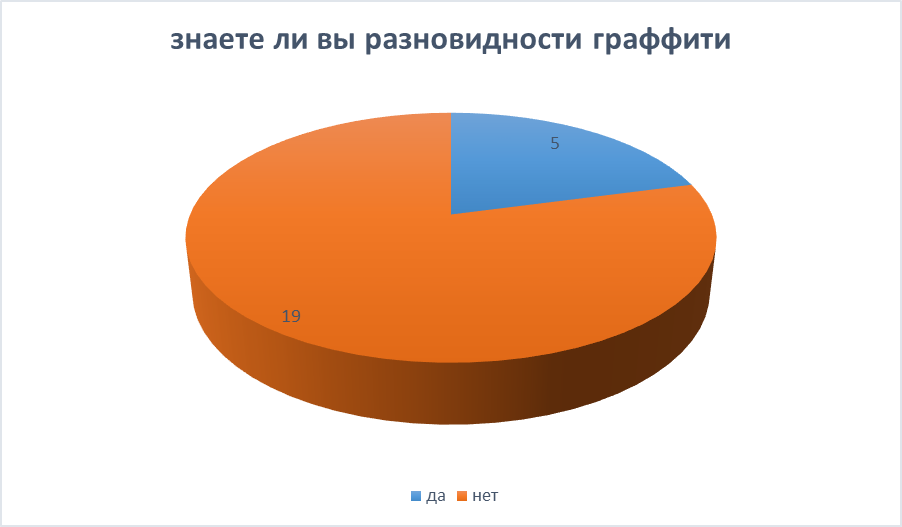 знаете ли вы разновидности граффити
5
19
да нет